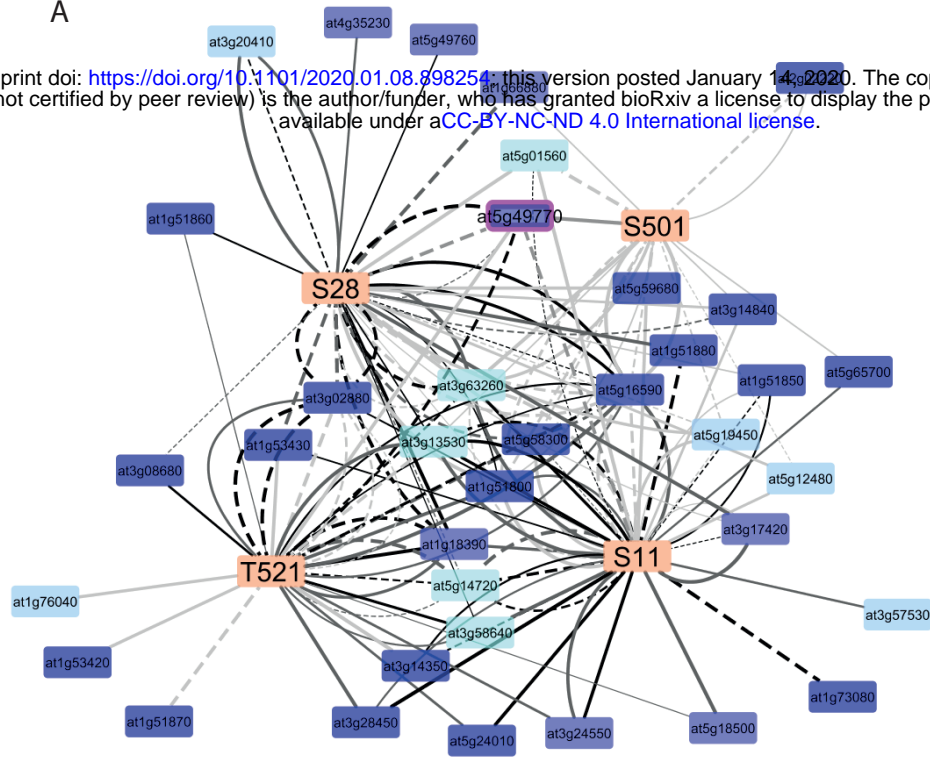 A
at4g35230
at3g20410
at5g49760
print doi: https://doi.org/10.1101/2020.01.08.898254; this version posted January 14, 2020. The cop
not certified by peer review) is the author/funder, who has granted bioRxiv a license to display the p
at1g66880
available under aCC-BY-NC-ND 4.0 International license.
at5g01560
at1g51860
at5g49770
S501
S28
at5g59680
at3g14840
at1g51880
at5g65700
at1g51850
at3g63260
at5g16590
at3g02880
at5g19450
at1g53430
at3g13530
at5g58300
at3g08680
at5g12480
at1g51800
at3g17420
at1g18390
S11
T521
at5g14720
at1g76040
at3g57530
at3g58640
at1g53420
at3g14350
at1g73080
at1g51870
at3g28450
at5g18500
at3g24550
at5g24010